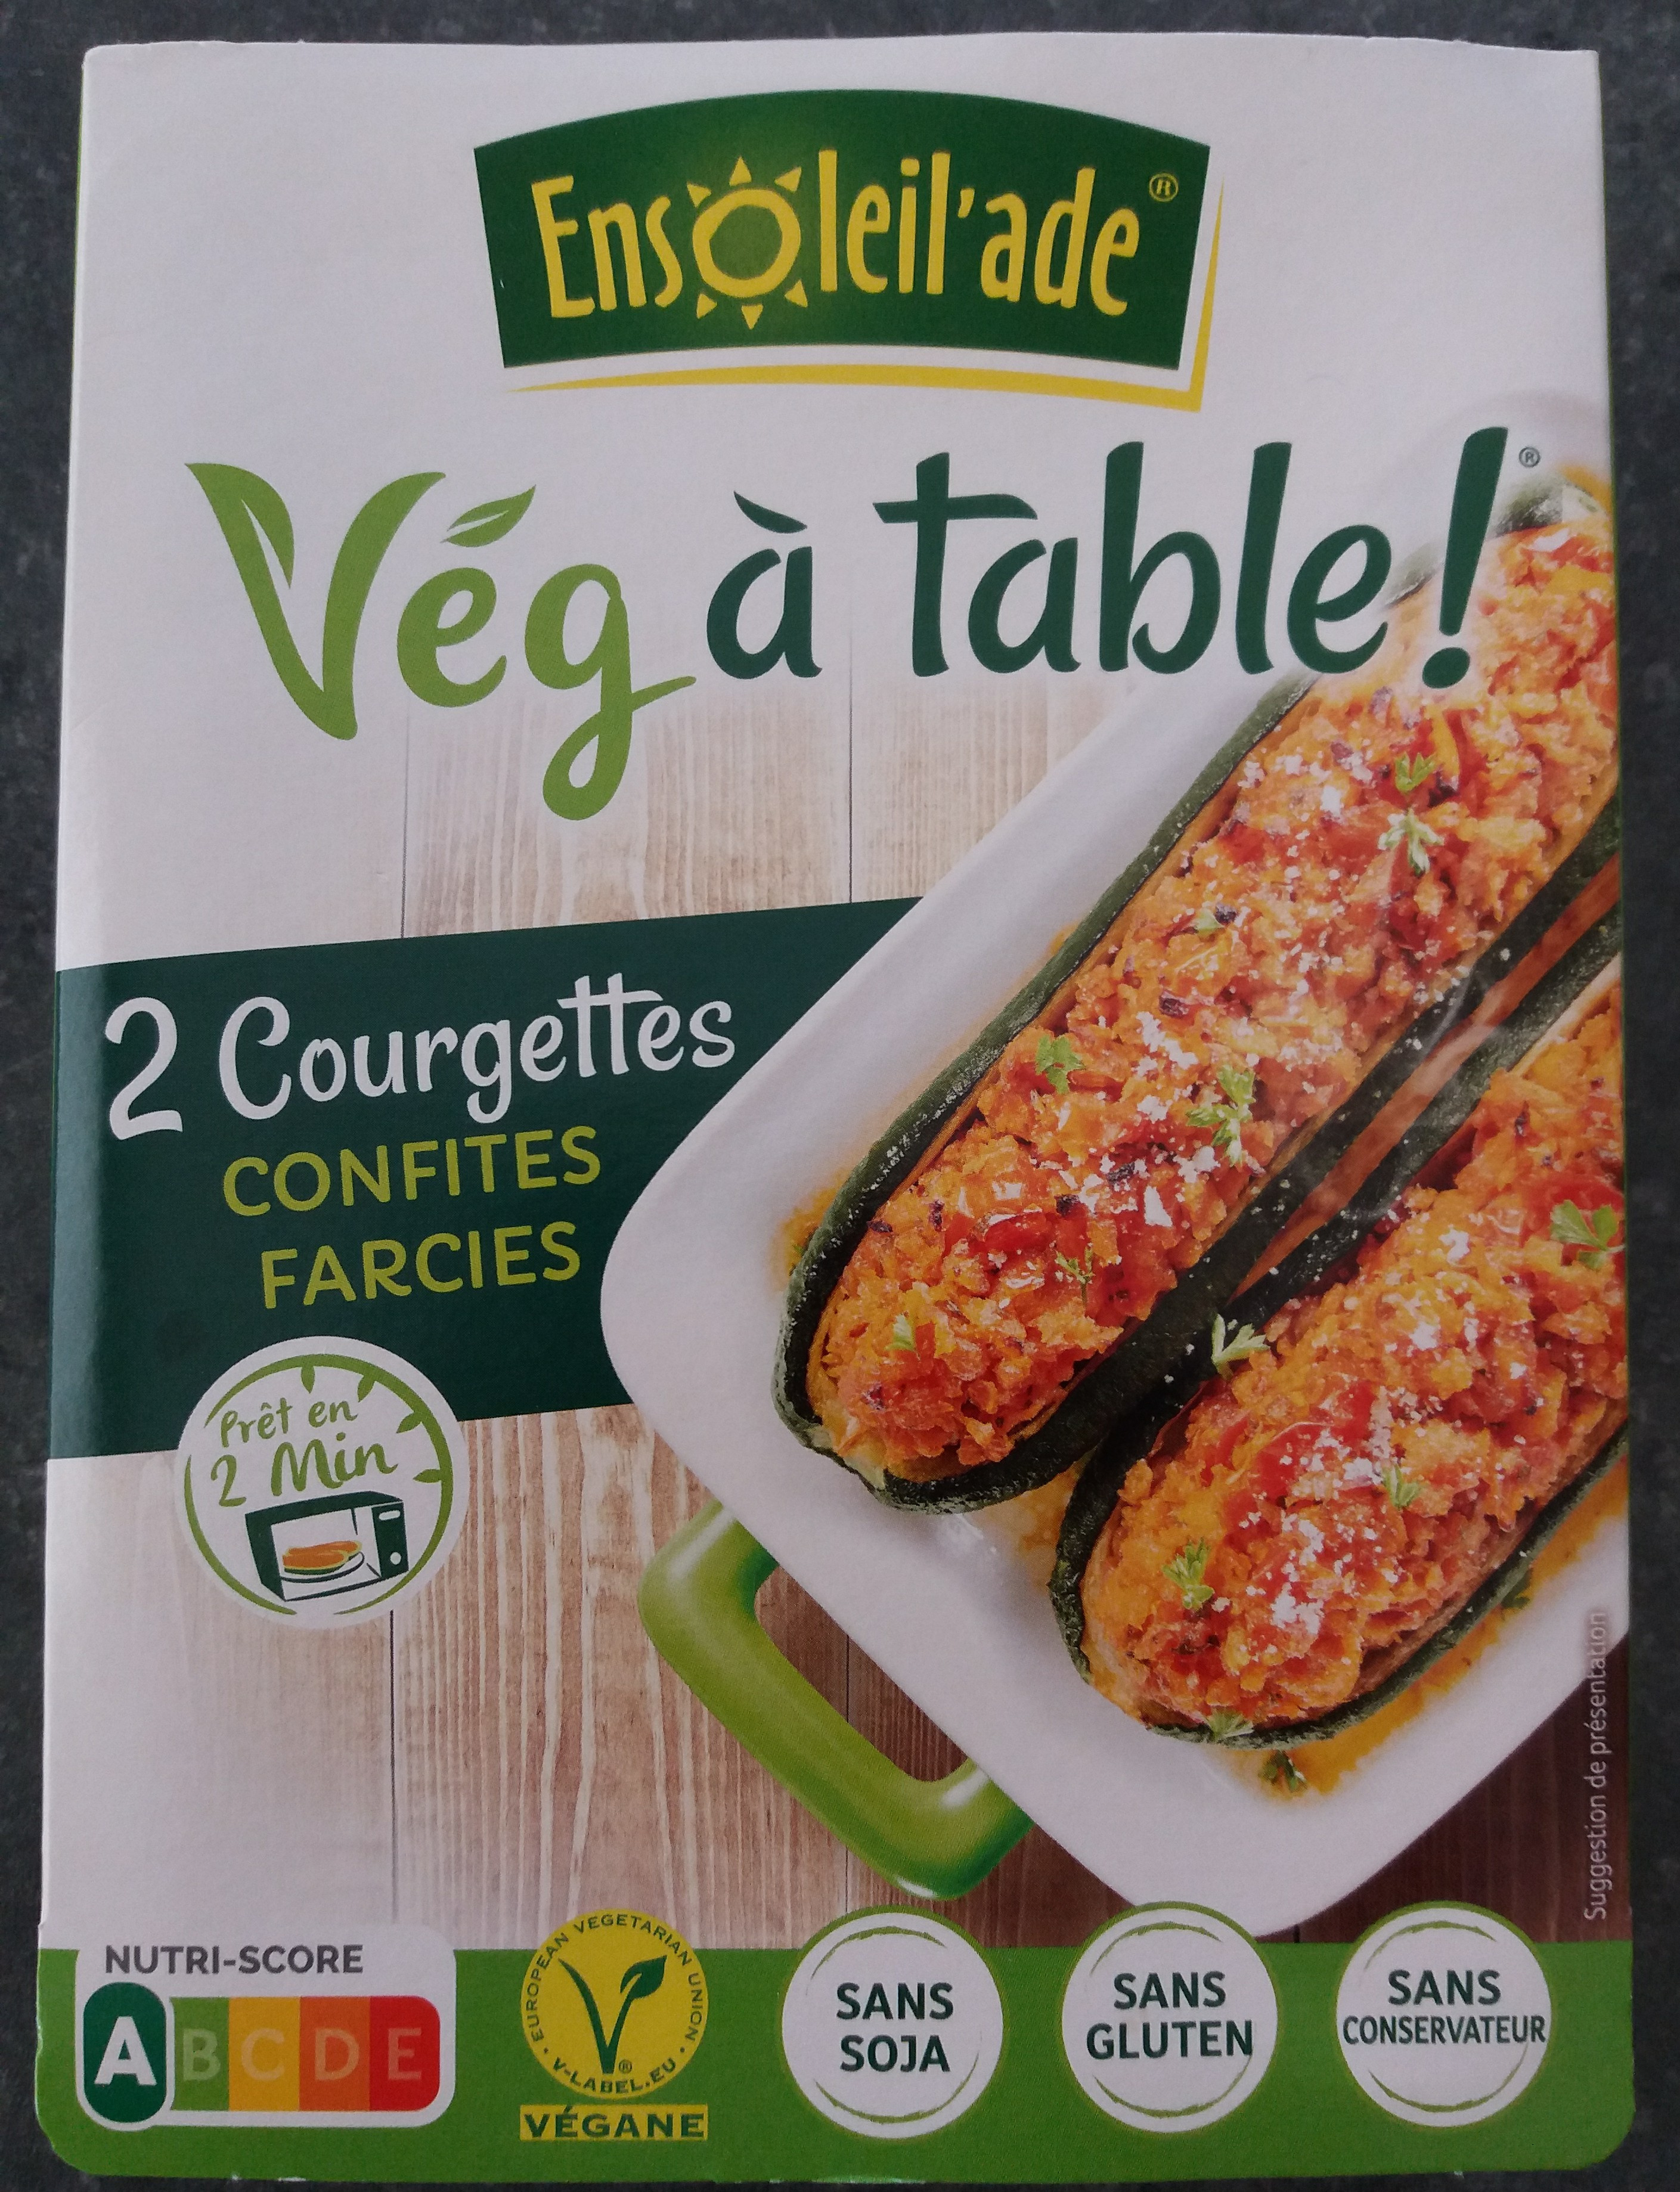 Ensoleil'ade®
Vég à table!®
2 Courgettes
CONFITES
FARCIES
Prêt en
2 Min
Suggestion de présentation
NUTRI-SCORE
A B C D E
EUROPEAN VEGETARIAN UNION
V-LABEL.EU
®
VÉGANE
SANS
SOJA
SANS
GLUTEN
SANS
CONSERVATEUR